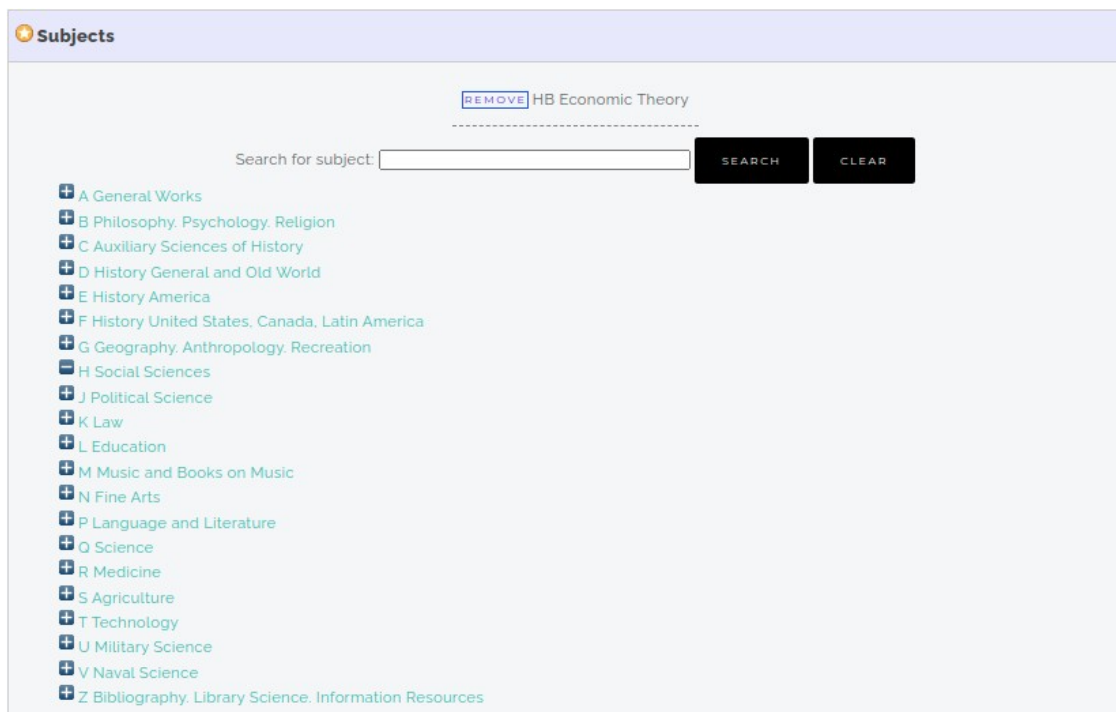 Subjects
REMOVE HB Economic Theory
Search for subject: SEARCH CLEAR
A General Works
B Philosophy. Psychology. Religion
C Auxiliary Sciences of History
D History General and Old World
E History America
F History United States, Canada, Latin America
G Geography. Anthropology. Recreation
H Social Sciences
J Political Science
K Law
L Education
M Music and Books on Music
N Fine Arts
P Language and Literature
Q Science
R Medicine
S Agriculture
T Technology
U Military Science
V Naval Science
Z Bibliography. Library Science. Information Resources